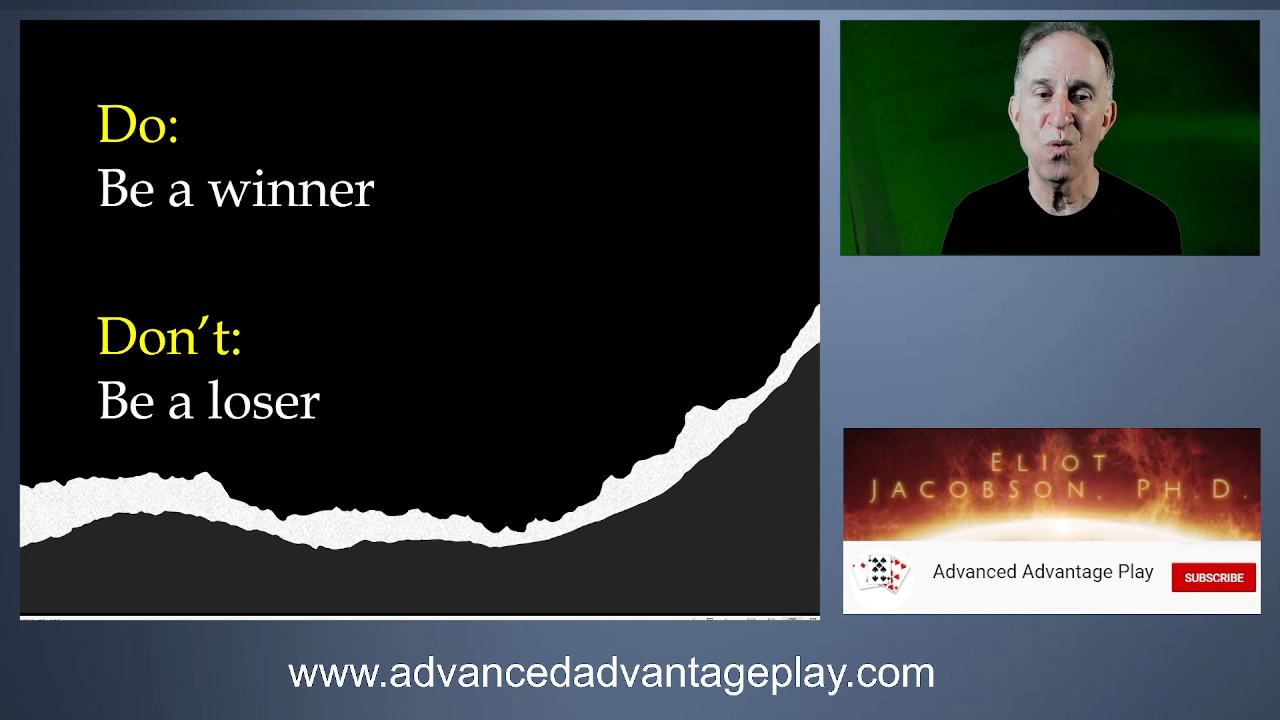 Do:
Be a winner
Don't:
Be a loser
ELIOT
JACOBSON, PH.D.
Advanced Advantage Play
SUBSCRIBE
www.advancedadvantageplay.com